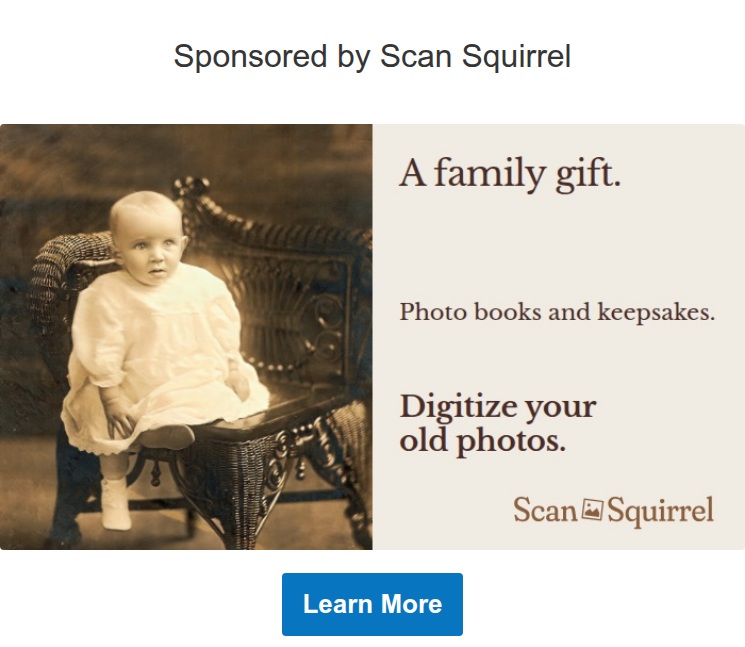 Sponsored by Scan Squirrel
A family gift.
Photo books and keepsakes.
Digitize your
old photos.
Scan Squirrel
Learn More